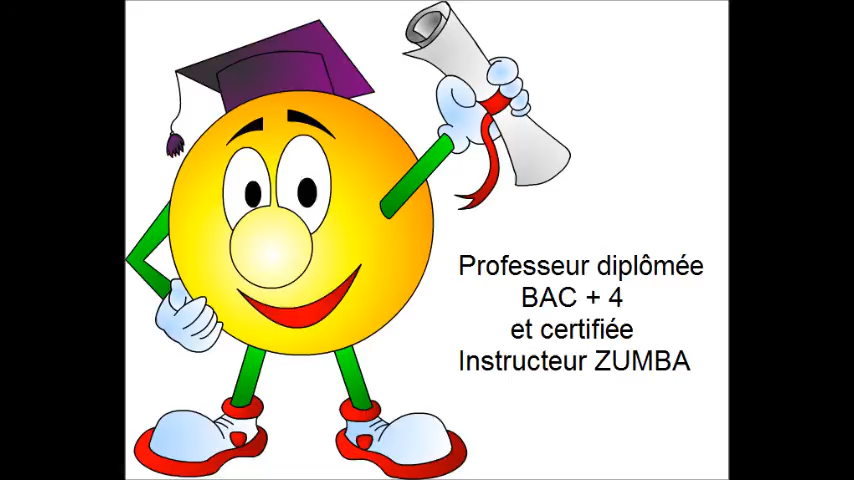 Professeur diplômée
BAC + 4
et certifiée
Instructeur ZUMBA